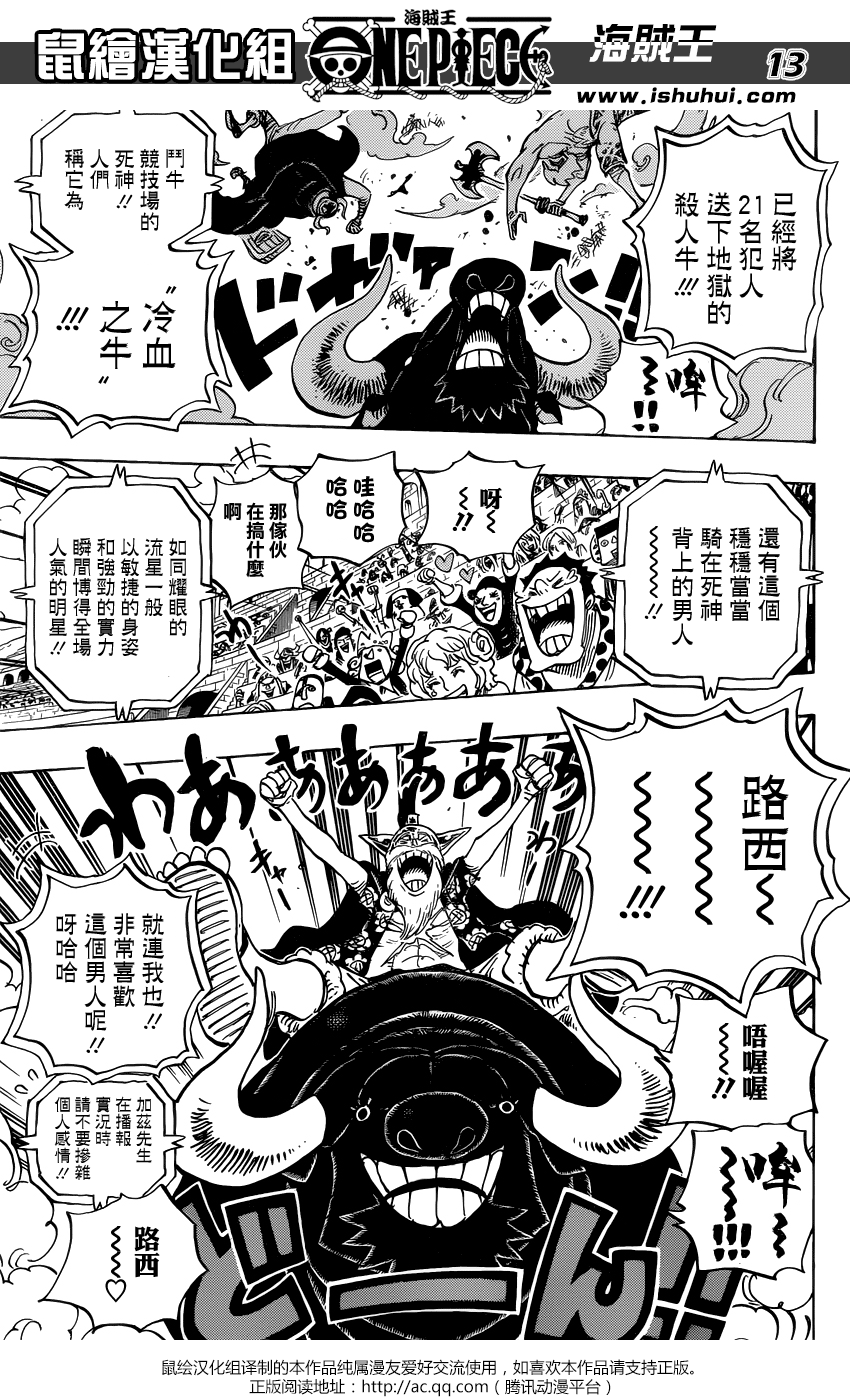 鼠繪漢化組
海賊王
ONE PIECE
海賊王
13
www.ishuhui.com
已經將
21名犯人
送下地獄的
殺人牛!!!
鬥牛
競技場的
死神!!
人們
稱它為
“冷血
之牛”
!!!
ドガァン!!
哞
~!!
還有這個
穩穩當當
騎在死神
背上的男人
~~!!
呀
~!!
哇哈哈
哈哈
那傢伙
在搞什麼
啊
如同耀眼的
流星一般
以敏捷的身姿
和強勁的實力
瞬間博得全場
人氣的明星!!
わああああああ
路西~
~~~
~~~!!!
わ~
キャー
就連我也!!
非常喜歡
這個男人呢!!
呀哈哈
唔喔喔
~~!!
加茲先生
在播報
實況時
請不要摻雜
個人感情!!
哞~
~!!!
路西
~~♡
どーん!!
鼠绘汉化组译制的本作品纯属漫友爱好交流使用，如喜欢本作品请支持正版。
正版阅读地址：http://ac.qq.com（腾讯动漫平台）